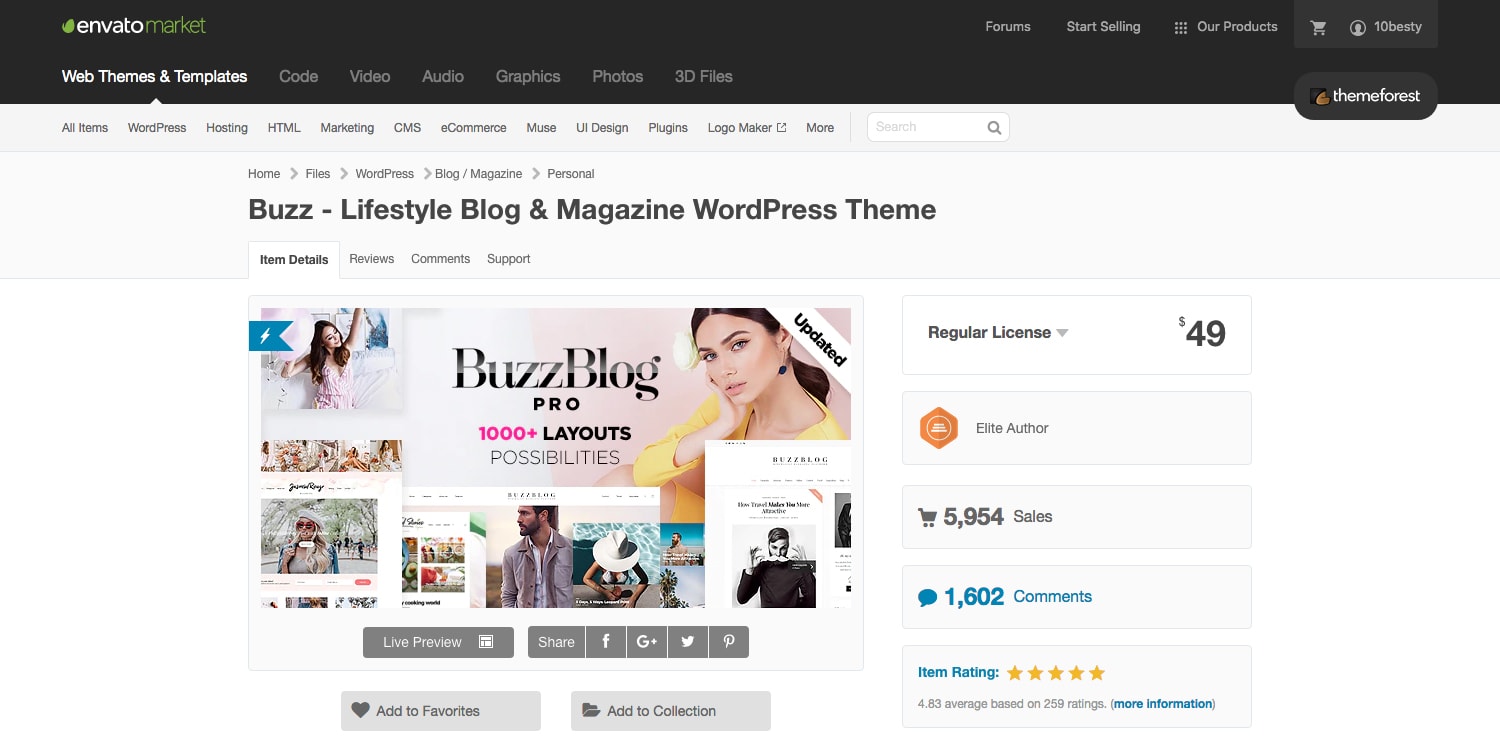 envato market
Forums Start Selling Our Products 10besty
Web Themes & Templates Code Video Audio Graphics Photos 3D Files
themeforest
All Items WordPress Hosting HTML Marketing CMS eCommerce Muse UI Design Plugins Logo Maker More Search
Home Files WordPress Blog / Magazine Personal
Buzz - Lifestyle Blog & Magazine WordPress Theme
Item Details Reviews Comments Support
Updated
BuzzBlog
PRO
1000+ LAYOUTS
POSSIBILITIES
BUZZBLOG
BUZZBLOG
How Travel Makes You More
Attractive
cooking world
Live Preview Share f G+
Add to Favorites Add to Collection
Regular License $49
Elite Author
5,954 Sales
1,602 Comments
Item Rating:
4.83 average based on 259 ratings. (more information)